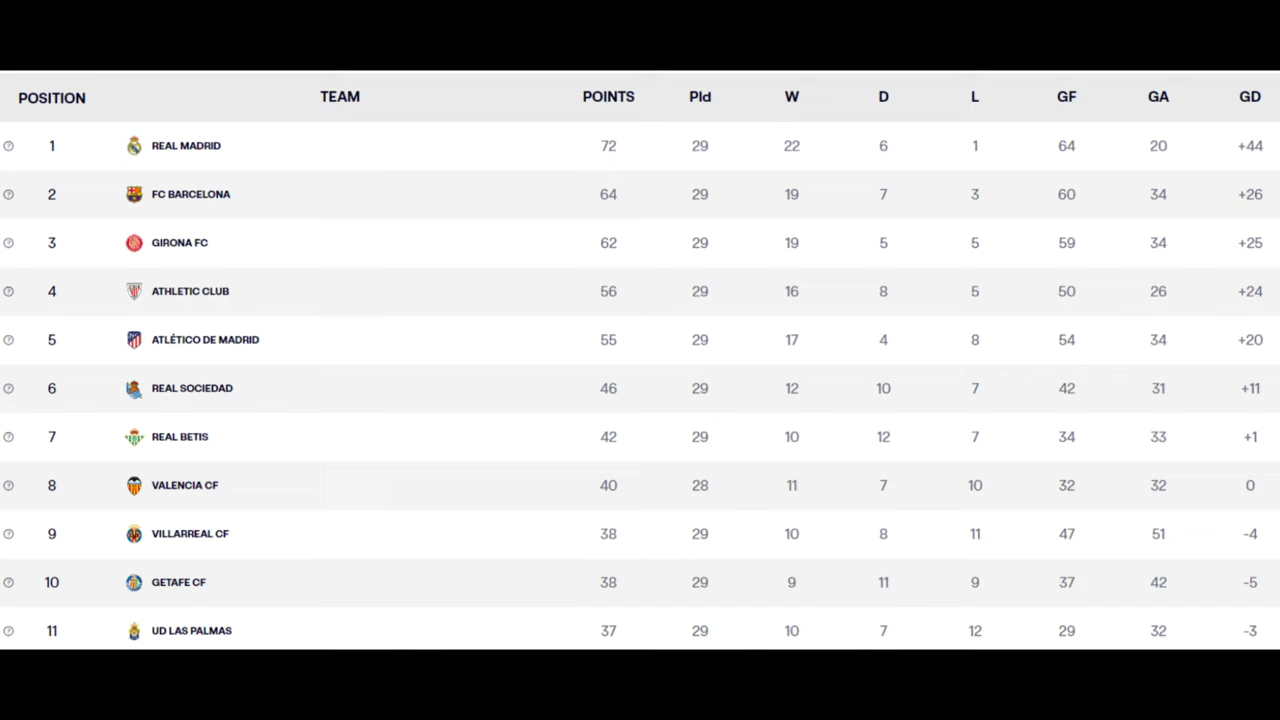 POSITION TEAM POINTS Pld W D L GF GA GD
1 REAL MADRID 72 29 22 6 1 64 20 +44
2 FC BARCELONA 64 29 19 7 3 60 34 +26
3 GIRONA FC 62 29 19 5 5 59 34 +25
4 ATHLETIC CLUB 56 29 16 8 5 50 26 +24
5 ATLÉTICO DE MADRID 55 29 17 4 8 54 34 +20
6 REAL SOCIEDAD 46 29 12 10 7 42 31 +11
7 REAL BETIS 42 29 10 12 7 34 33 +1
8 VALENCIA CF 40 28 11 7 10 32 32 0
9 VILLARREAL CF 38 29 10 8 11 47 51 -4
10 GETAFE CF 38 29 9 11 9 37 42 -5
11 UD LAS PALMAS 37 29 10 7 12 29 32 -3